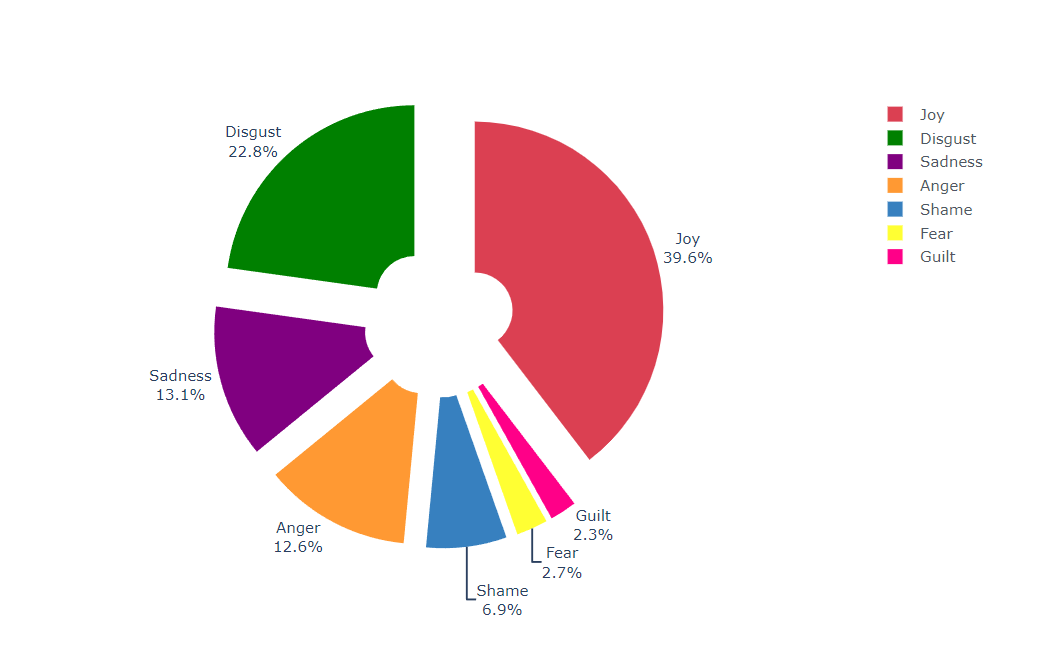 Disgust
22.8%
Joy
39.6%
Sadness
13.1%
Anger
12.6%
Shame
6.9%
Fear
2.7%
Guilt
2.3%
Joy
Disgust
Sadness
Anger
Shame
Fear
Guilt